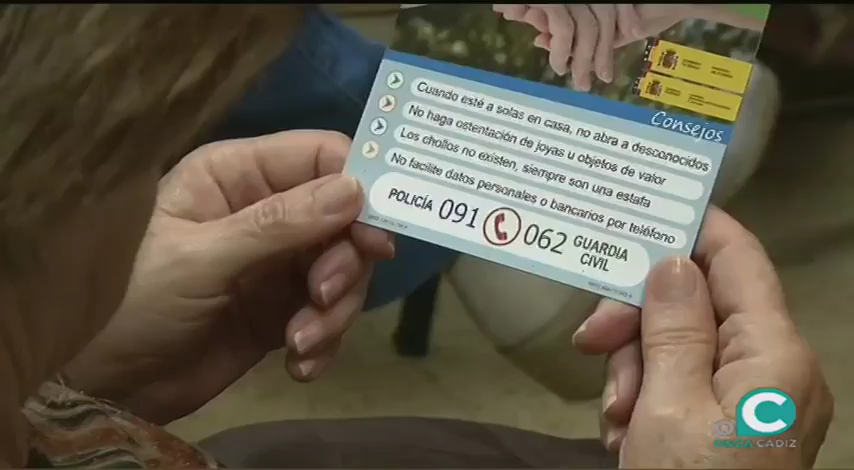 Consejos
Cuando esté a solas en casa, no abra a desconocidos
No haga ostentación de joyas u objetos de valor
Los chollos no existen, siempre son una estafa
No facilite datos personales o bancarios por teléfono
POLICÍA 091 062 GUARDIA CIVIL
C
ONDA CADIZ